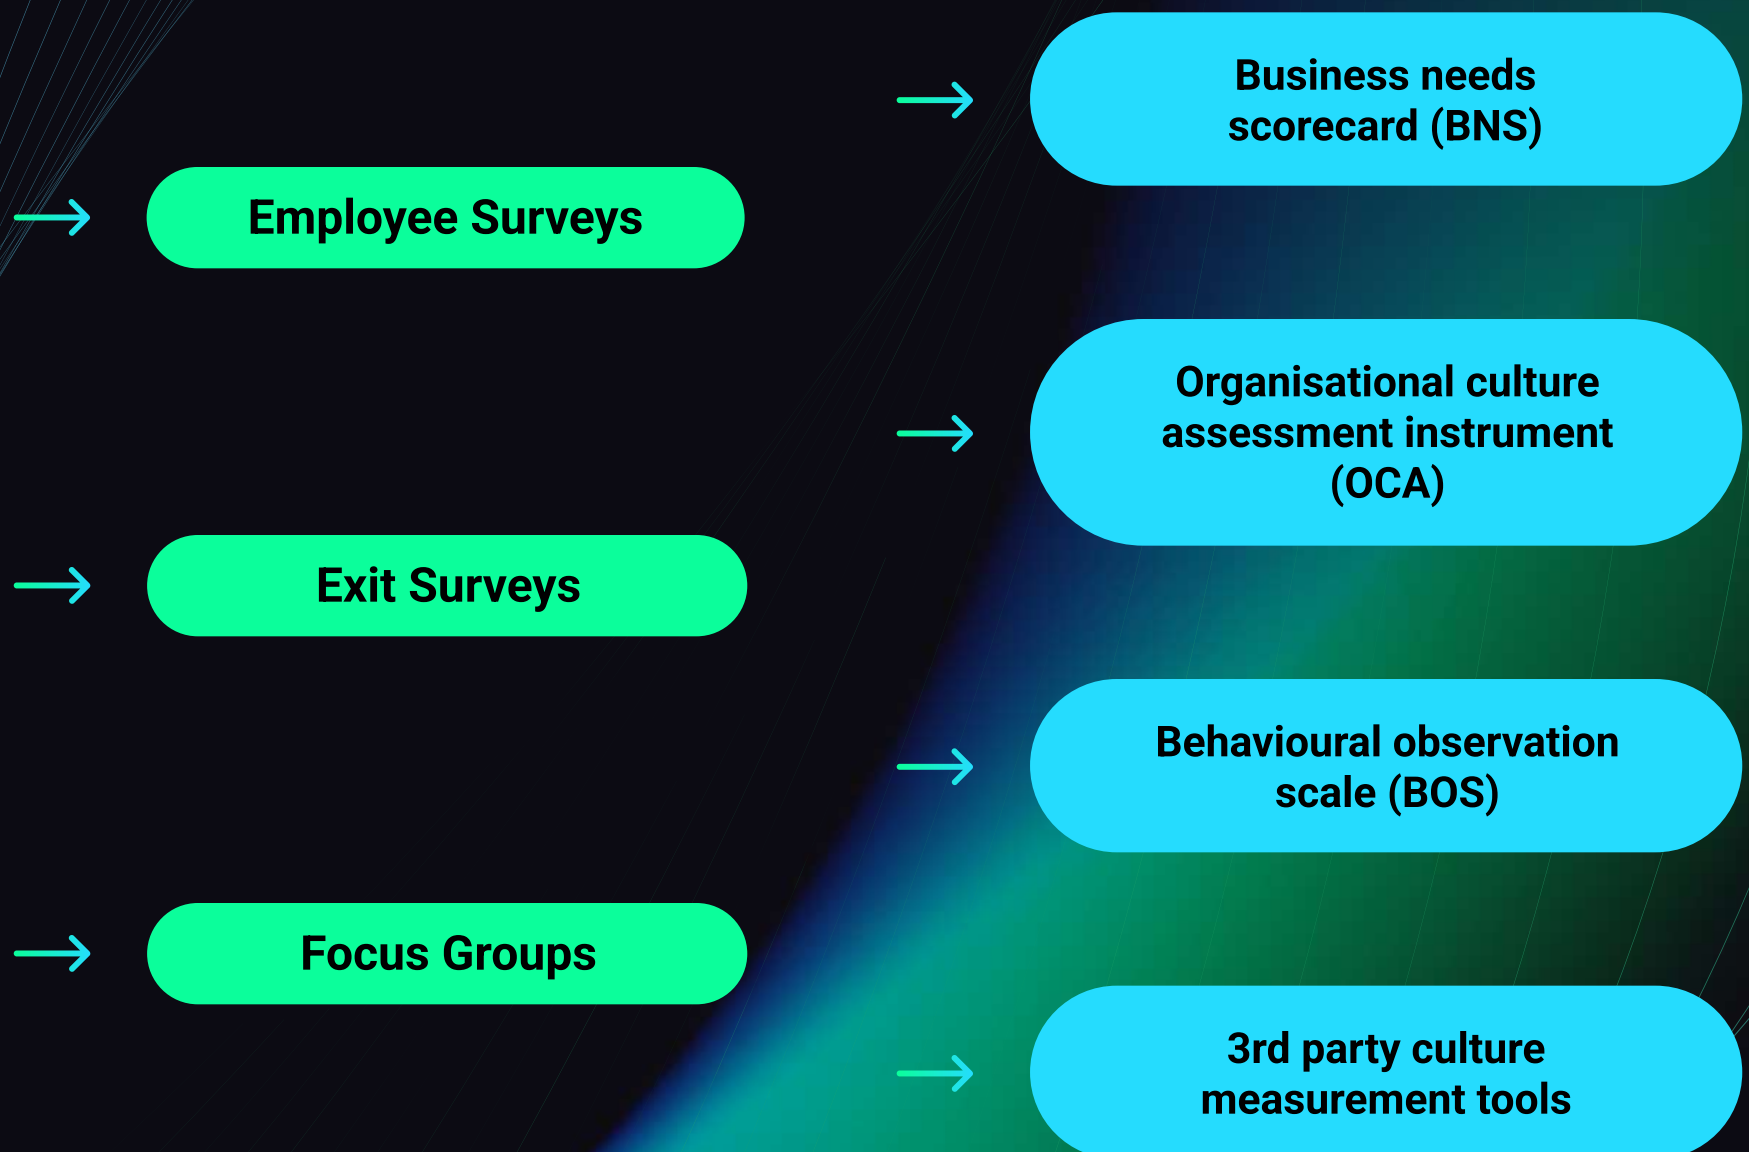 Employee Surveys
Exit Surveys
Focus Groups
Business needs
scorecard (BNS)
Organisational culture
assessment instrument
(OCA)
Behavioural observation
scale (BOS)
3rd party culture
measurement tools